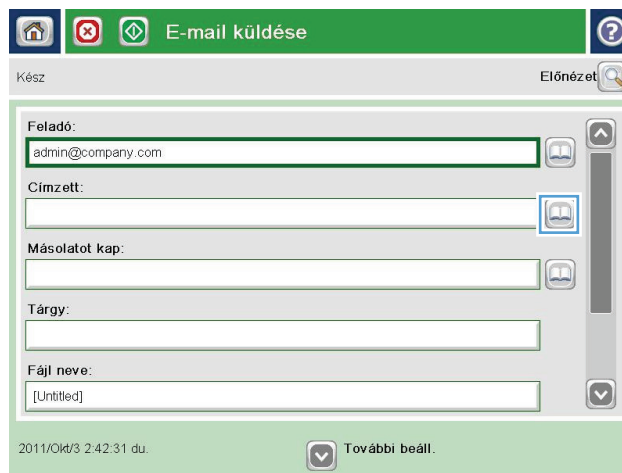 E-mail küldése
Kész
Előnézet
Feladó:
admin@company.com
Címzett:
Másolatot kap:
Tárgy:
Fájl neve:
[Untitled]
2011/Okt/3 2:42:31 du.
További beáll.